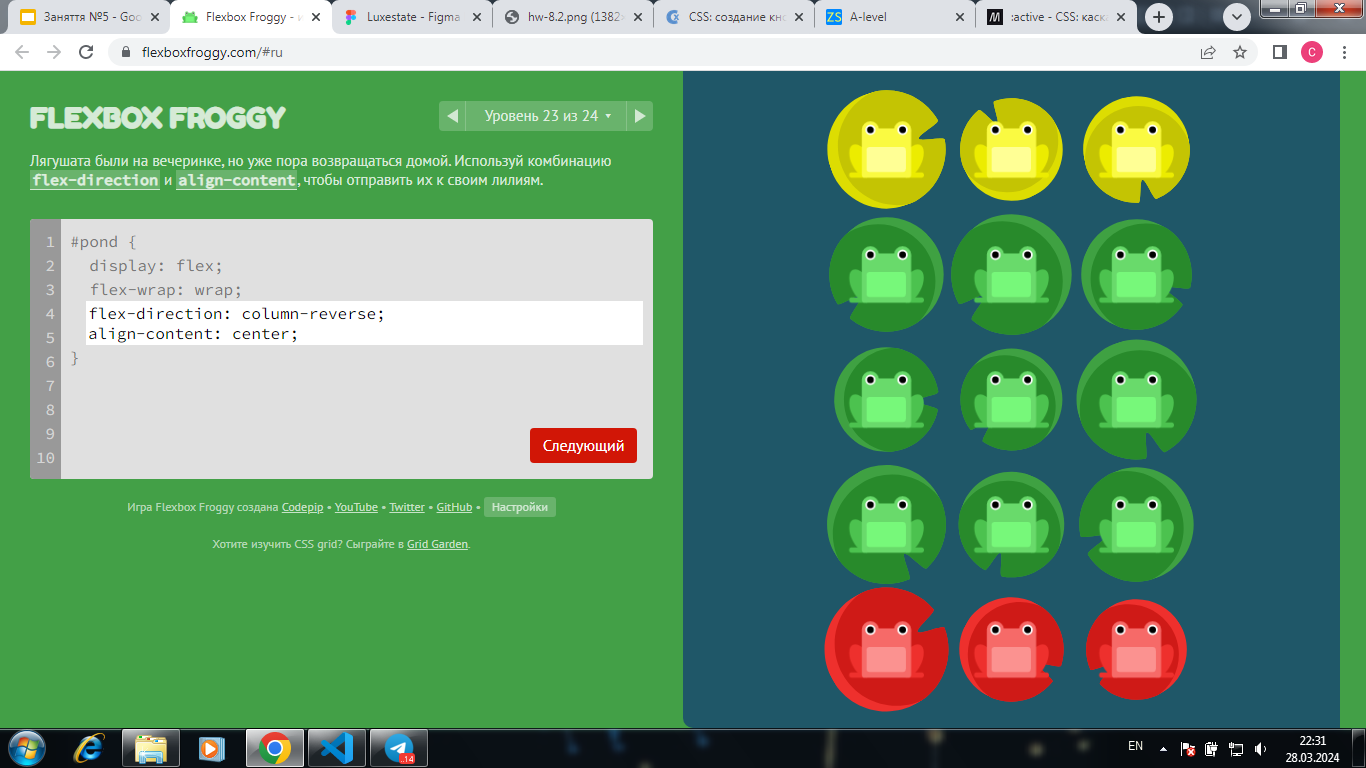 Заняття №5 - Goo
Flexbox Froggy - и
Luxestate - Figma
hw-8.2.png (1382
CSS: создание кно
ZS
A-level
M
:active - CSS: каска
flexboxfroggy.com/#ru
C
FLEXBOX FROGGY
Уровень 23 из 24
Лягушата были на вечеринке, но уже пора возвращаться домой. Используй комбинацию
flex-direction и align-content, чтобы отправить их к своим лилиям.
1 #pond {
2 display: flex;
3 flex-wrap: wrap;
4 flex-direction: column-reverse;
5 align-content: center;
6 }
7
8
9
10
Следующий
Игра Flexbox Froggy создана Codepip • YouTube • Twitter • GitHub • Настройки
Хотите изучить CSS grid? Сыграйте в Grid Garden.
14
EN
22:31
28.03.2024